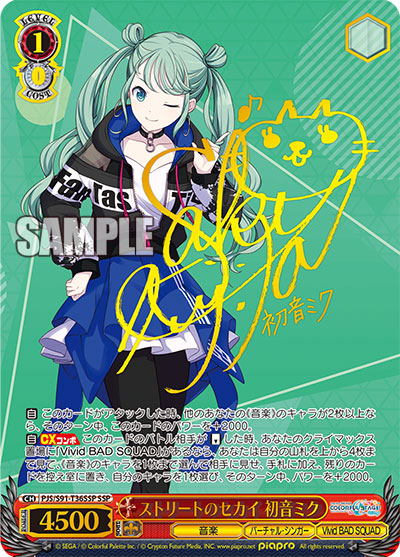 LEVEL
1
0
COST
Fantas
SAMPLE
Saki
Fujita
初音ミク
自 このカードがアタックした時、他のあなたの《音楽》のキャラが2枚以上な
ら、そのターン中、このカードのパワーを+2000。
自 CXコンボ このカードのバトル相手が 、した時、あなたのクライマックス
置場に「Vivid BAD SQUAD」があるなら、あなたは自分の山札を上から4枚ま
で見て、《音楽》のキャラを1枚まで選んで相手に見せ、手札に加え、残りのカー
ドを控え室に置き、自分のキャラを1枚選び、そのターン中、パワーを+2000。
CH PJS/S91-T36SSP SSP
ストリートのセカイ 初音ミク
COLORFUL STAGE!
POWER
4500
SOUL
音楽
バーチャル・シンガー
Vivid BAD SQUAD
© SEGA / © Colorful Palette Inc. / © Crypton Future Media, INC. www.piapro.net piapro